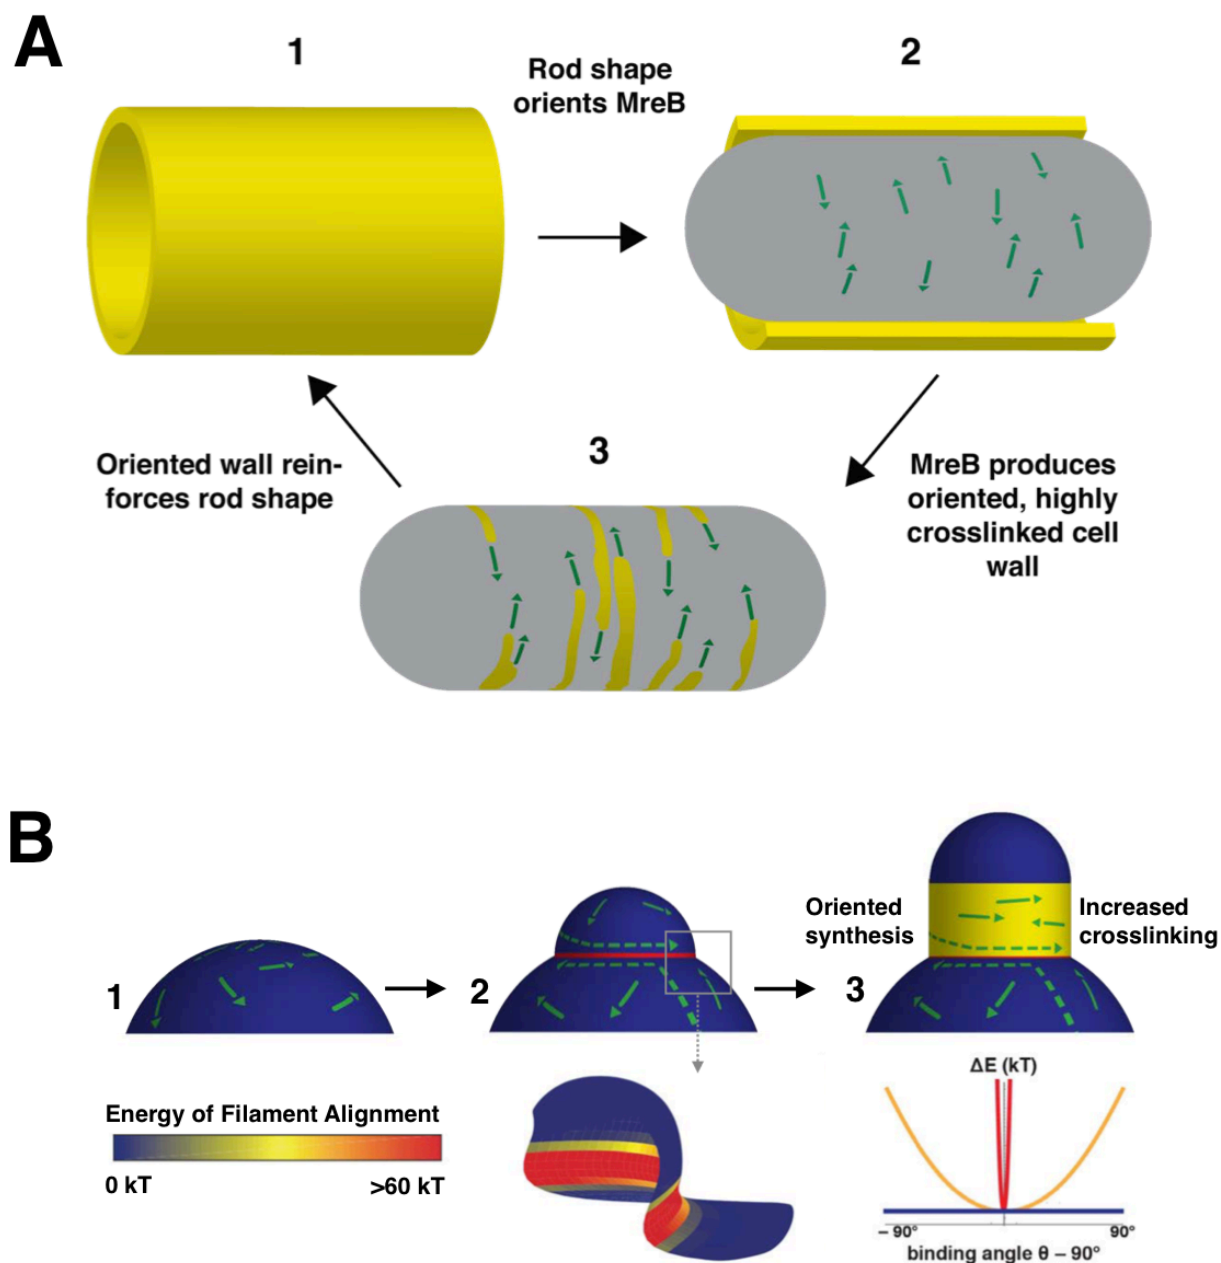 A
1
Rod shape
orients MreB
2
Oriented wall rein-
forces rod shape
3
MreB produces
oriented, highly
crosslinked cell
wall
B
1
2
Oriented
synthesis
Increased
crosslinking
3
Energy of Filament Alignment
0 kT
>60 kT
ΔE (kT)
– 90°
90°
binding angle θ – 90°